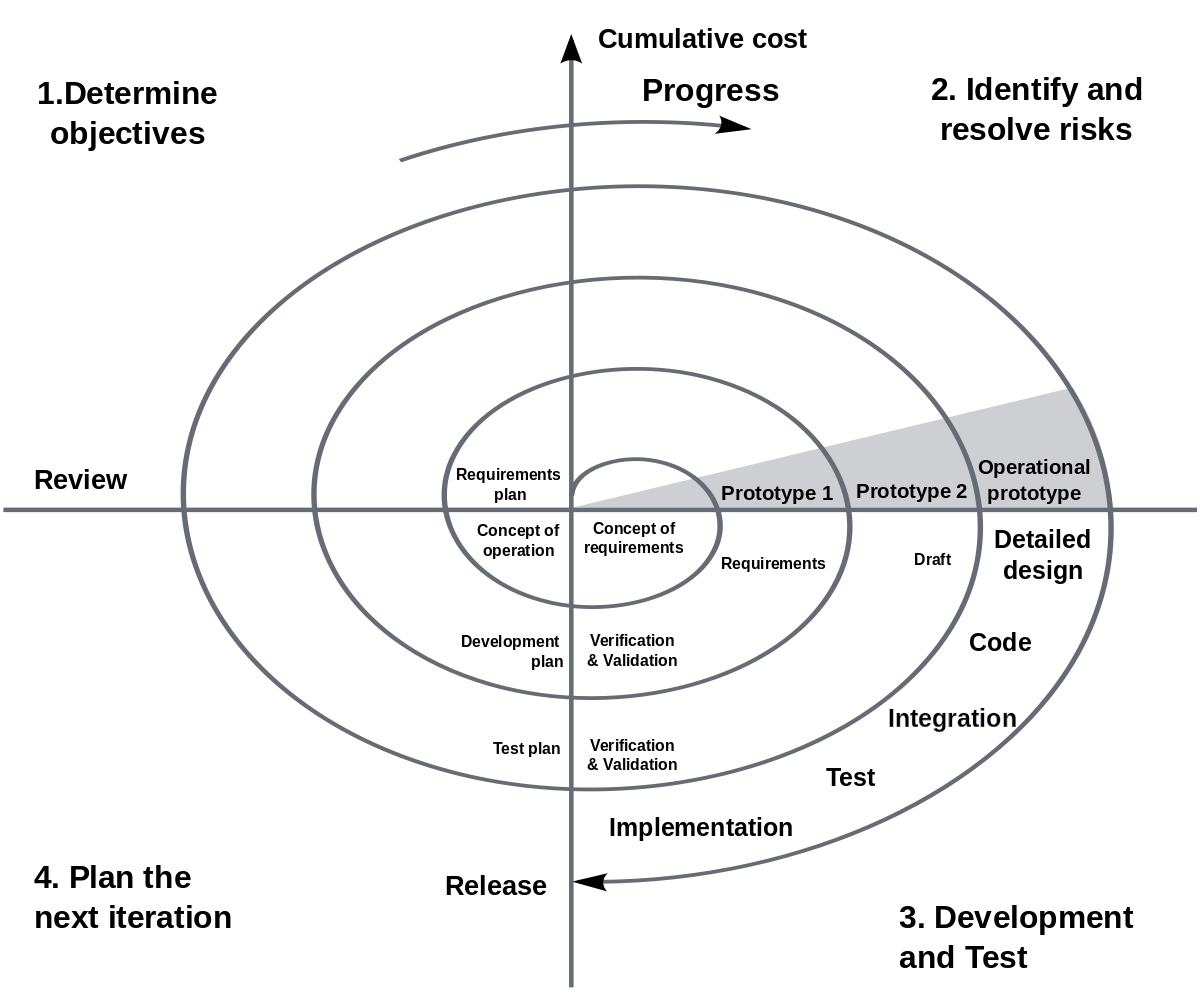 Cumulative cost
Progress
1.Determine
objectives
2. Identify and
resolve risks
Review
Requirements
plan
Concept of
operation
Concept of
requirements
Prototype 1
Prototype 2
Operational
prototype
Requirements
Draft
Detailed
design
Development
plan
Verification
& Validation
Code
Integration
Test plan
Verification
& Validation
Test
Implementation
Release
4. Plan the
next iteration
3. Development
and Test